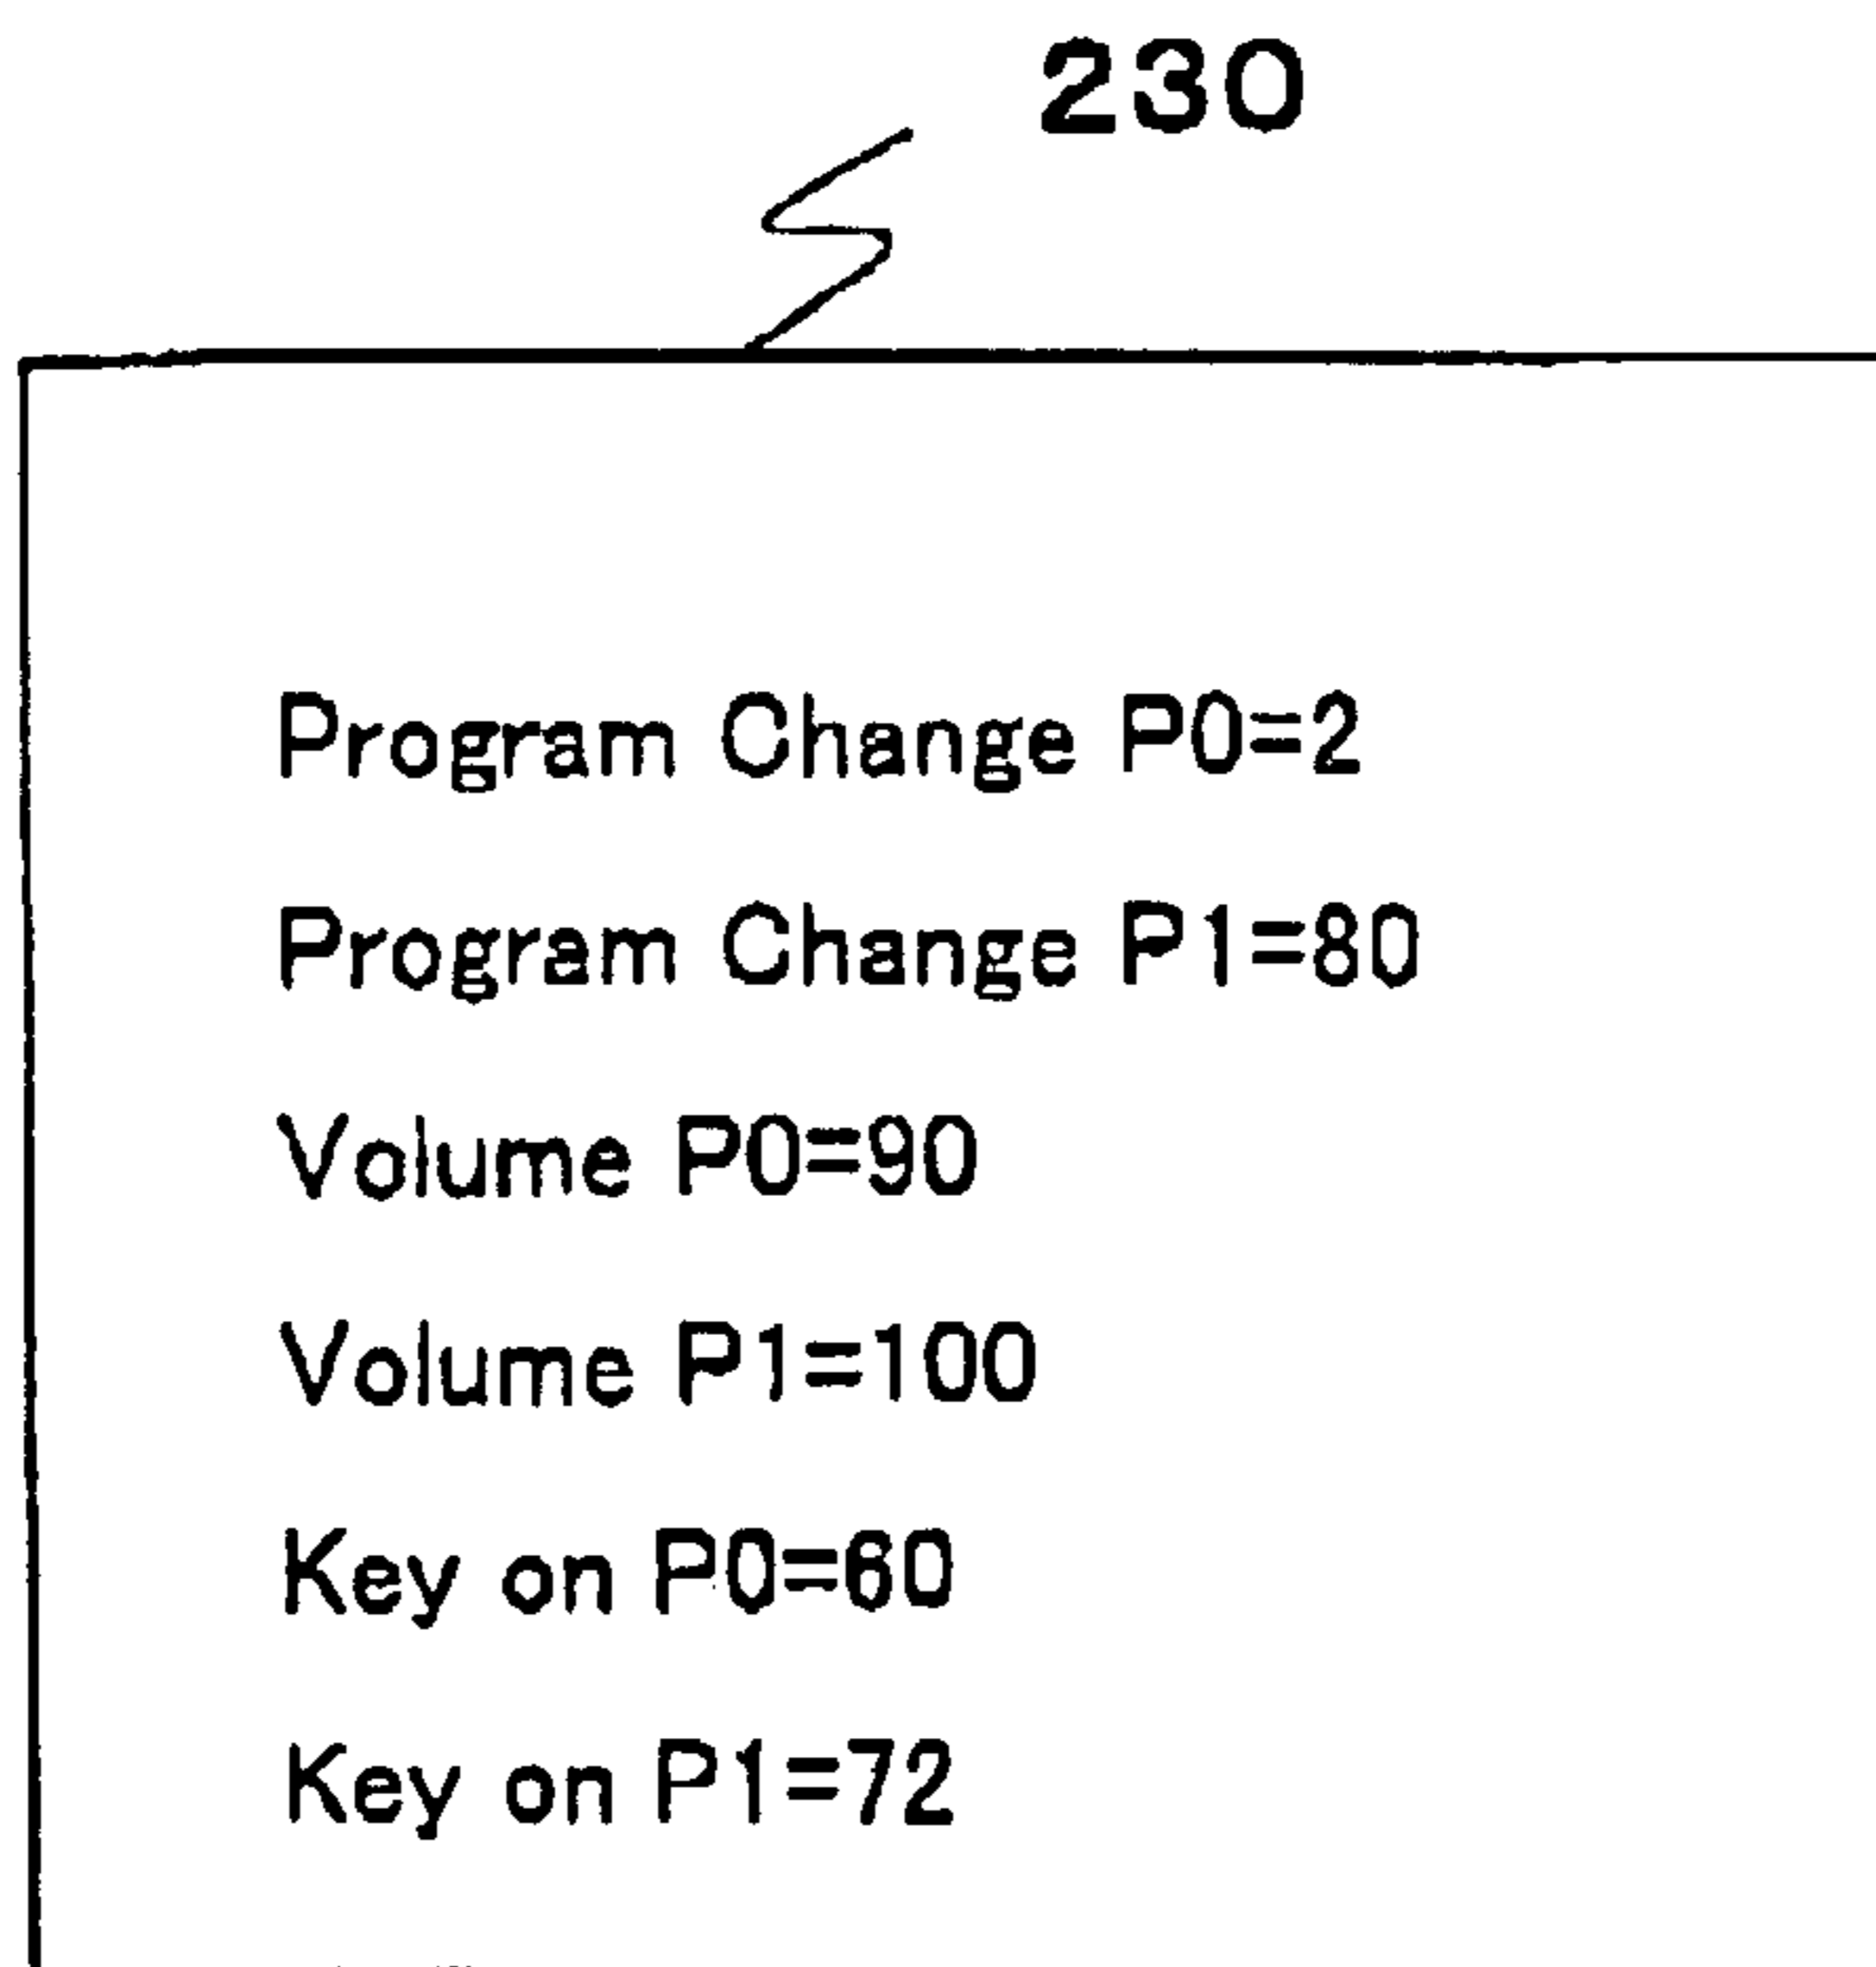 230
Program Change P0=2
Program Change P1=80
Volume P0=90
Volume P1=100
Key on P0=60
Key on P1=72